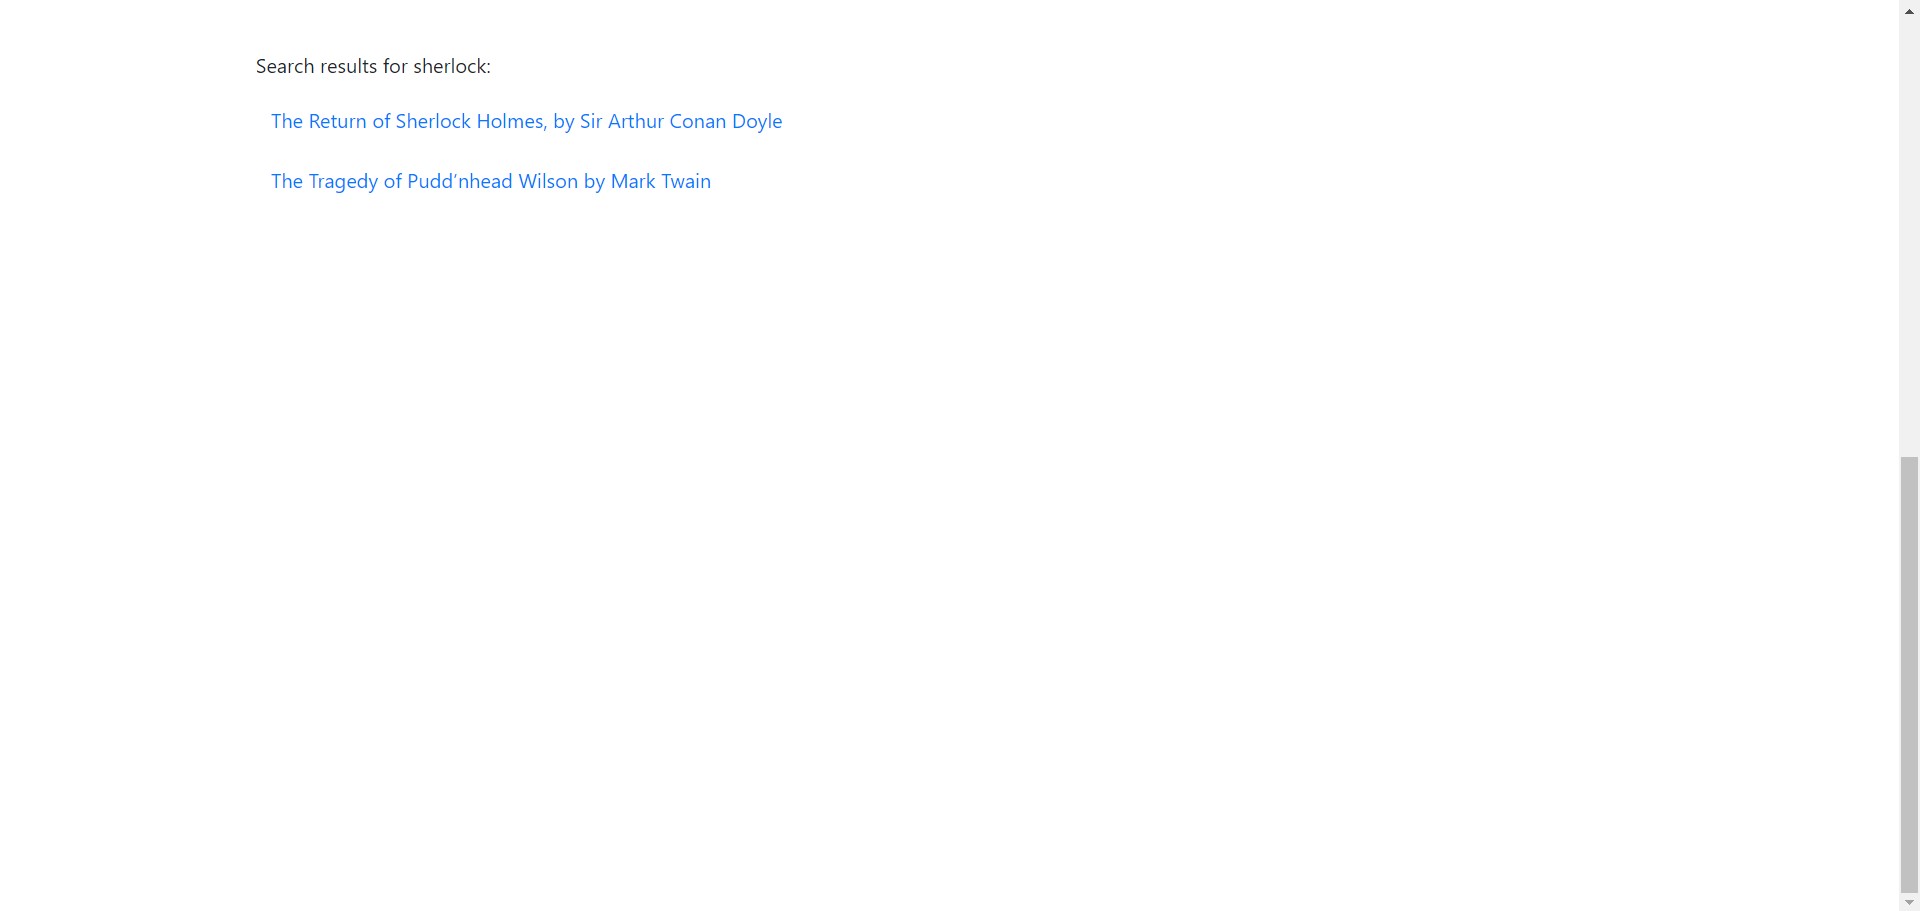 Search results for sherlock:
The Return of Sherlock Holmes, by Sir Arthur Conan Doyle
The Tragedy of Pudd’nhead Wilson by Mark Twain